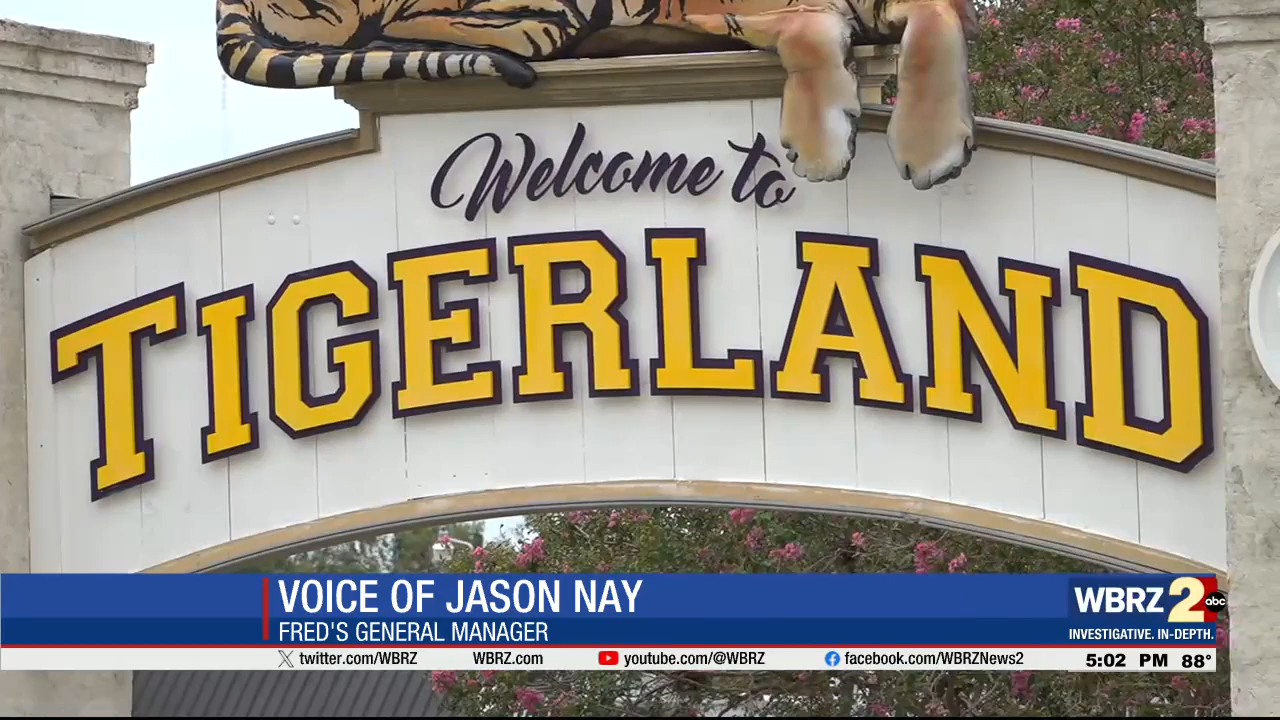 Welcome to
TIGERLAND
VOICE OF JASON NAY
FRED'S GENERAL MANAGER
WBRZ 2 abc
INVESTIGATIVE. IN-DEPTH.
twitter.com/WBRZ WBRZ.com youtube.com/@WBRZ facebook.com/WBRZNews2 5:02 PM 88°